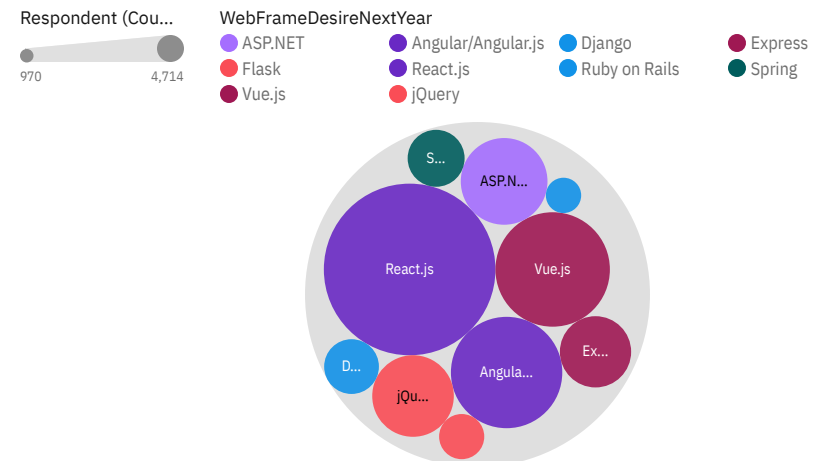 Respondent (Cou...
970
4,714
WebFrameDesireNextYear
ASP.NET
Angular/Angular.js
Django
Express
Flask
React.js
Ruby on Rails
Spring
Vue.js
jQuery
S...
ASP.N...
React.js
Vue.js
Ex...
D...
Angula...
jQu...